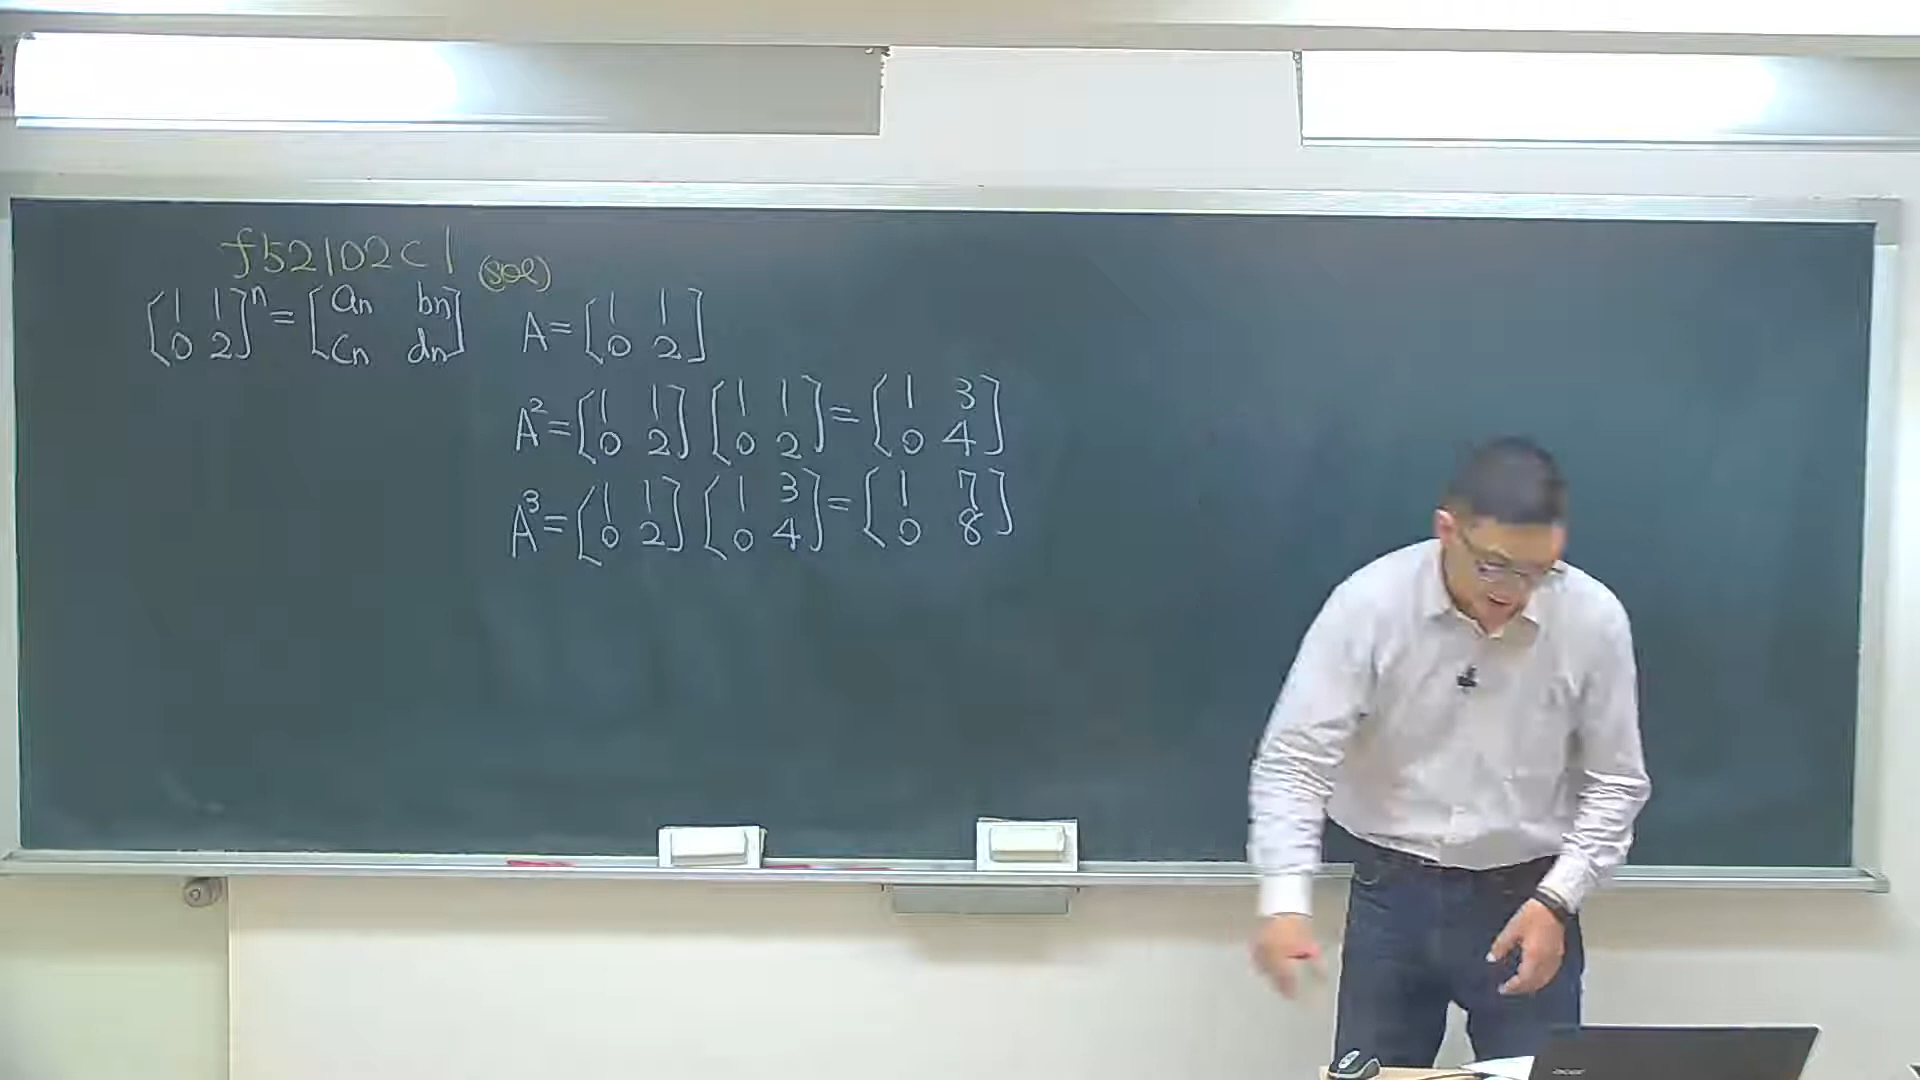 f52102c1 (sol)
[1 1; 0 2]^n = [an bn; cn dn]
A = [1 1; 0 2]
A^2 = [1 1; 0 2] [1 1; 0 2] = [1 3; 0 4]
A^3 = [1 1; 0 2] [1 3; 0 4] = [1 7; 0 8]
acer